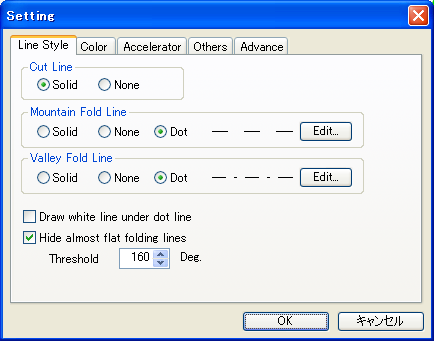 Setting
Line Style Color Accelerator Others Advance
Cut Line
Solid None
Mountain Fold Line
Solid None Dot Edit...
Valley Fold Line
Solid None Dot Edit...
Draw white line under dot line
Hide almost flat folding lines
Threshold 160 Deg.
OK キャンセル